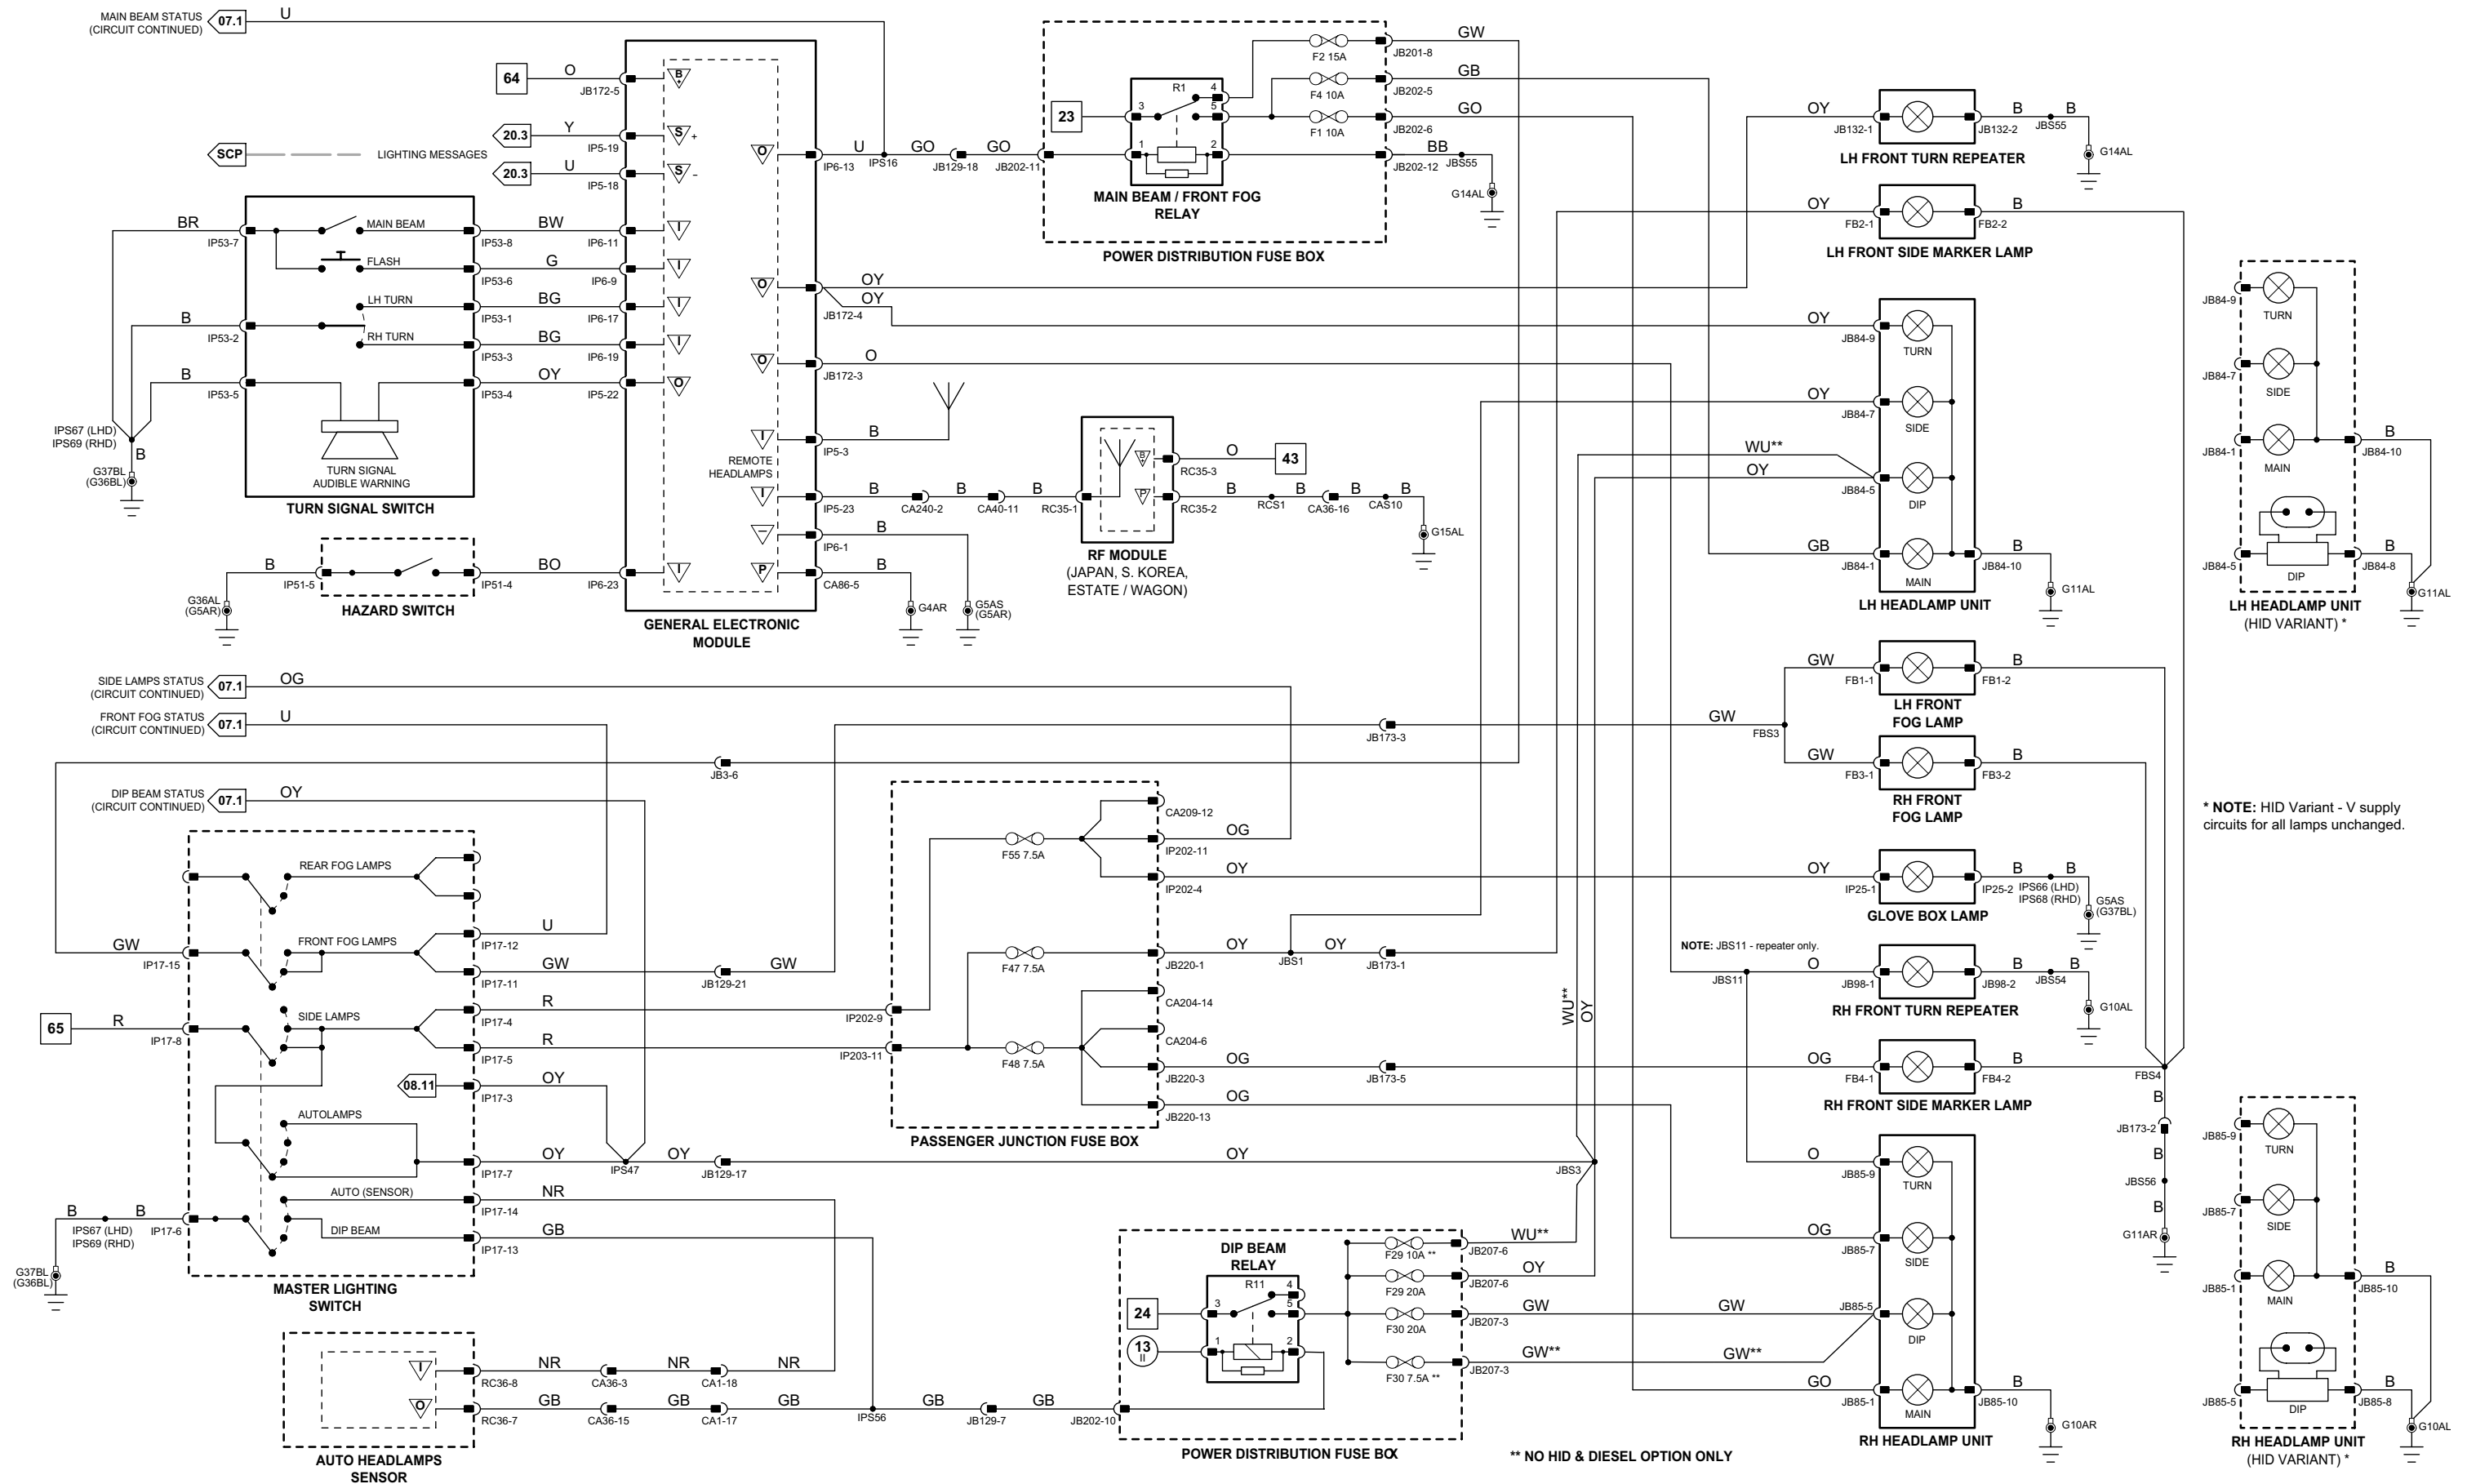 MAIN BEAM STATUS
(CIRCUIT CONTINUED)
07.1
U
64
O
JB172-5
B
+
20.3
Y
IP5-19
S
+
SCP
LIGHTING MESSAGES
20.3
U
IP5-18
S
-
BR
IP53-7
MAIN BEAM
IP53-8
BW
IP6-11
I
FLASH
IP53-6
G
IP6-9
I
LH TURN
IP53-1
BG
IP6-17
I
B
IP53-2
RH TURN
IP53-3
BG
IP6-19
I
B
IP53-5
IP53-4
OY
IP5-22
O
IPS67 (LHD)
IPS69 (RHD)
B
G37BL
(G36BL)
TURN SIGNAL
AUDIBLE WARNING
TURN SIGNAL SWITCH
B
IP51-5
IP51-4
BO
IP6-23
I
G36AL
(G5AR)
HAZARD SWITCH
O
IP6-13
U
IPS16
GO
JB129-18
GO
JB202-11
O
JB172-4
OY
OY
O
JB172-3
O
I
IP5-3
B
REMOTE
HEADLAMPS
I
IP5-23
B
CA240-2
B
CA40-11
B
RC35-1
–
IP6-1
B
P
CA86-5
B
G4AR
G5AS
(G5AR)
GENERAL ELECTRONIC
MODULE
B
+
RC35-3
O
43
P
RC35-2
B
RCS1
B
CA36-16
B
CAS10
B
G15AL
RF MODULE
(JAPAN, S. KOREA,
ESTATE / WAGON)
23
R1
3
4
5
1
2
F2 15A
JB201-8
GW
F4 10A
JB202-5
GB
F1 10A
JB202-6
GO
JB202-12
BB
JBS55
G14AL
MAIN BEAM / FRONT FOG
RELAY
POWER DISTRIBUTION FUSE BOX
OY
JB132-1
JB132-2
B
JBS55
B
G14AL
LH FRONT TURN REPEATER
OY
FB2-1
FB2-2
B
LH FRONT SIDE MARKER LAMP
OY
JB84-9
TURN
OY
JB84-7
SIDE
WU**
OY
JB84-5
DIP
GB
JB84-1
MAIN
JB84-10
B
G11AL
LH HEADLAMP UNIT
JB84-9
TURN
JB84-7
SIDE
JB84-1
MAIN
JB84-10
B
JB84-5
DIP
JB84-8
B
G11AL
LH HEADLAMP UNIT
(HID VARIANT) *
SIDE LAMPS STATUS
(CIRCUIT CONTINUED)
07.1
OG
FRONT FOG STATUS
(CIRCUIT CONTINUED)
07.1
U
JB3-6
DIP BEAM STATUS
(CIRCUIT CONTINUED)
07.1
OY
JB173-3
GW
FBS3
GW
FB1-1
FB1-2
B
LH FRONT
FOG LAMP
GW
FB3-1
FB3-2
B
RH FRONT
FOG LAMP
* NOTE: HID Variant - V supply
circuits for all lamps unchanged.
REAR FOG LAMPS
GW
IP17-15
FRONT FOG LAMPS
IP17-12
U
IP17-11
GW
JB129-21
GW
65
R
IP17-8
SIDE LAMPS
IP17-4
R
IP202-9
IP17-5
R
IP203-11
08.11
IP17-3
OY
AUTOLAMPS
IP17-7
OY
IPS47
OY
JB129-17
OY
JBS3
AUTO (SENSOR)
IP17-14
NR
B
IPS67 (LHD)
IPS69 (RHD)
B
IP17-6
DIP BEAM
IP17-13
GB
G37BL
(G36BL)
MASTER LIGHTING
SWITCH
F55 7.5A
CA209-12
IP202-11
OG
IP202-4
OY
F47 7.5A
JB220-1
OY
JBS1
OY
JB173-1
CA204-14
CA204-6
F48 7.5A
JB220-3
OG
JB173-5
JB220-13
OG
PASSENGER JUNCTION FUSE BOX
WU**
OY
OY
IP25-1
IP25-2
B
IPS66 (LHD)
IPS68 (RHD)
B
G5AS
(G37BL)
GLOVE BOX LAMP
NOTE: JBS11 - repeater only.
JBS11
O
JB98-1
JB98-2
B
JBS54
B
G10AL
RH FRONT TURN REPEATER
OG
FB4-1
FB4-2
B
FBS4
RH FRONT SIDE MARKER LAMP
B
JB173-2
B
JBS56
B
G11AR
O
JB85-9
TURN
OG
JB85-7
SIDE
JB85-5
DIP
GO
JB85-1
MAIN
JB85-10
B
G10AR
RH HEADLAMP UNIT
JB85-9
TURN
JB85-7
SIDE
JB85-1
MAIN
JB85-10
B
JB85-5
DIP
JB85-8
B
G10AL
RH HEADLAMP UNIT
(HID VARIANT) *
I
RC36-8
NR
CA36-3
NR
CA1-18
NR
O
RC36-7
GB
CA36-15
GB
CA1-17
GB
IPS56
GB
JB129-7
GB
JB202-10
AUTO HEADLAMPS
SENSOR
DIP BEAM
RELAY
24
13
II
R11
3
4
5
1
2
F29 10A **
JB207-6
WU**
F29 20A
JB207-6
OY
F30 20A
JB207-3
GW
GW
F30 7.5A **
JB207-3
GW**
GW**
POWER DISTRIBUTION FUSE BOX
** NO HID & DIESEL OPTION ONLY